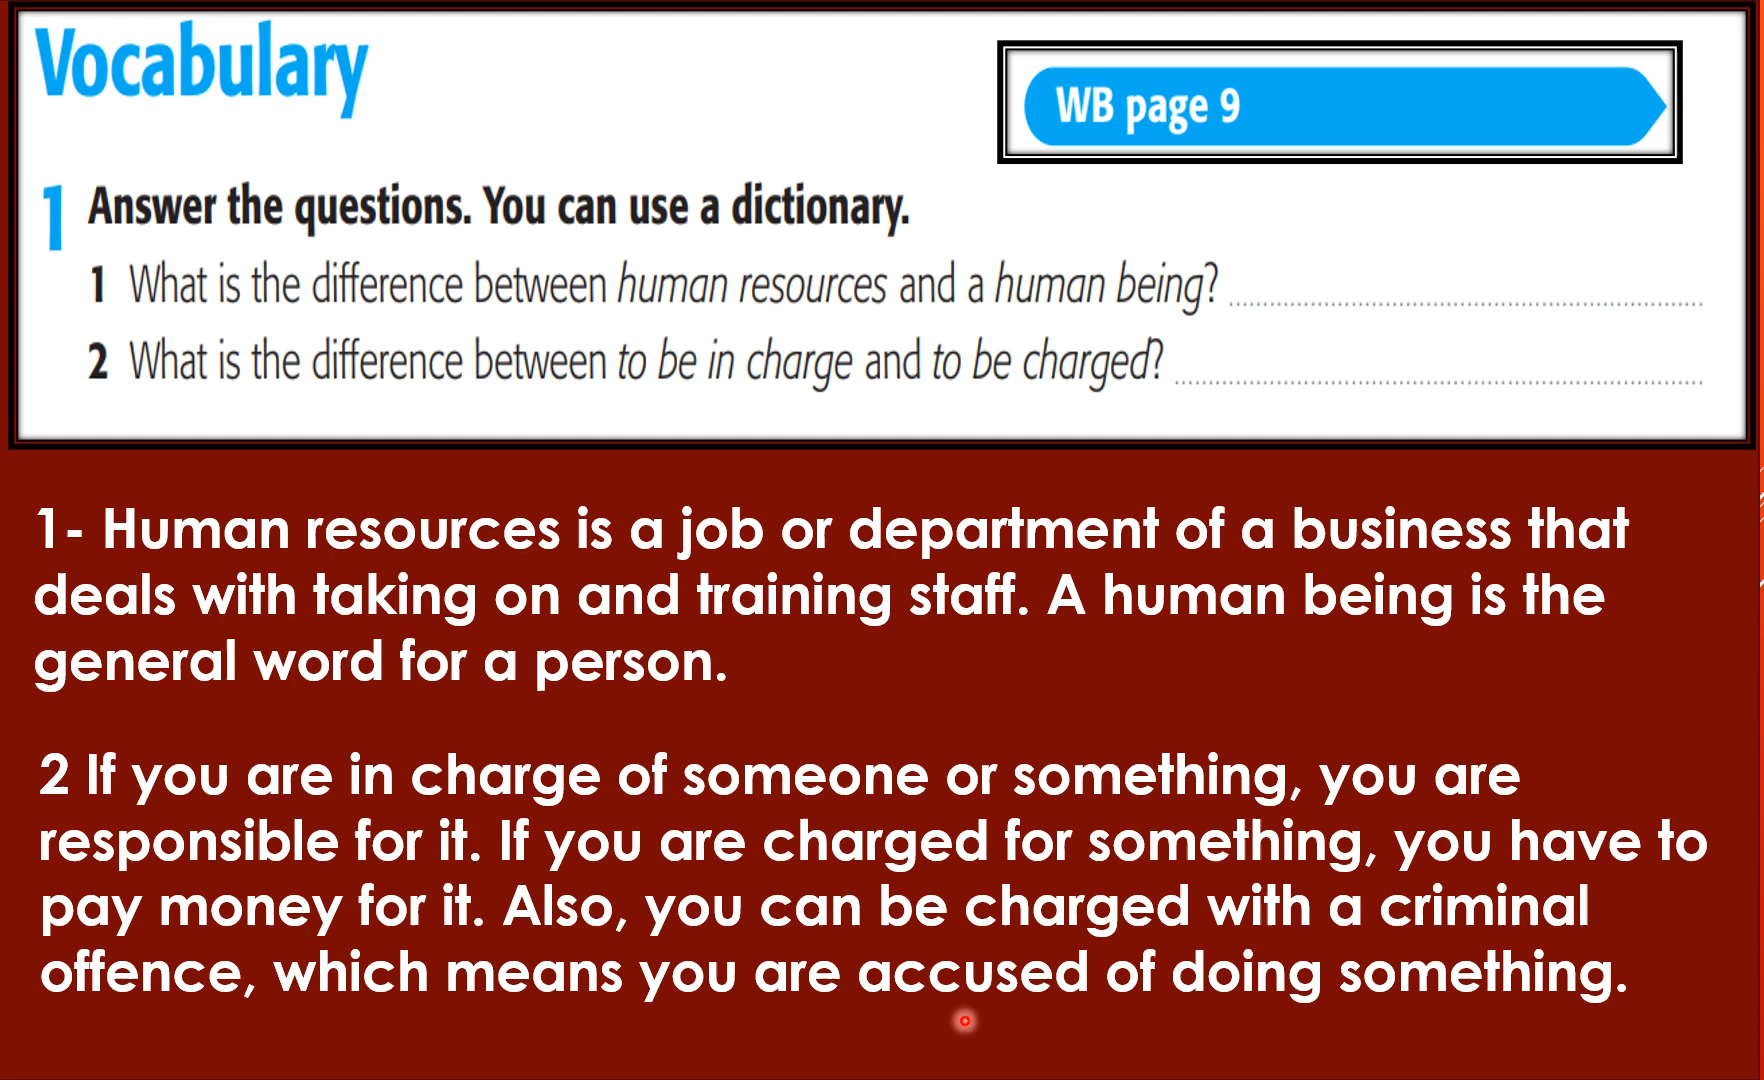 Vocabulary
WB page 9
1 Answer the questions. You can use a dictionary.
1 What is the difference between human resources and a human being?
2 What is the difference between to be in charge and to be charged?
1- Human resources is a job or department of a business that
deals with taking on and training staff. A human being is the
general word for a person.
2 If you are in charge of someone or something, you are
responsible for it. If you are charged for something, you have to
pay money for it. Also, you can be charged with a criminal
offence, which means you are accused of doing something.